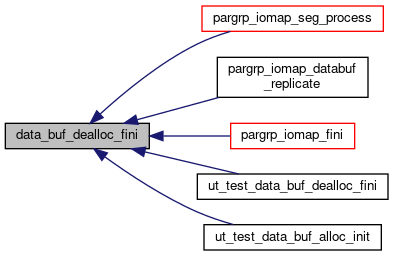 pargrp_iomap_seg_process
pargrp_iomap_databuf
_replicate
data_buf_dealloc_fini
pargrp_iomap_fini
ut_test_data_buf_dealloc_fini
ut_test_data_buf_alloc_init